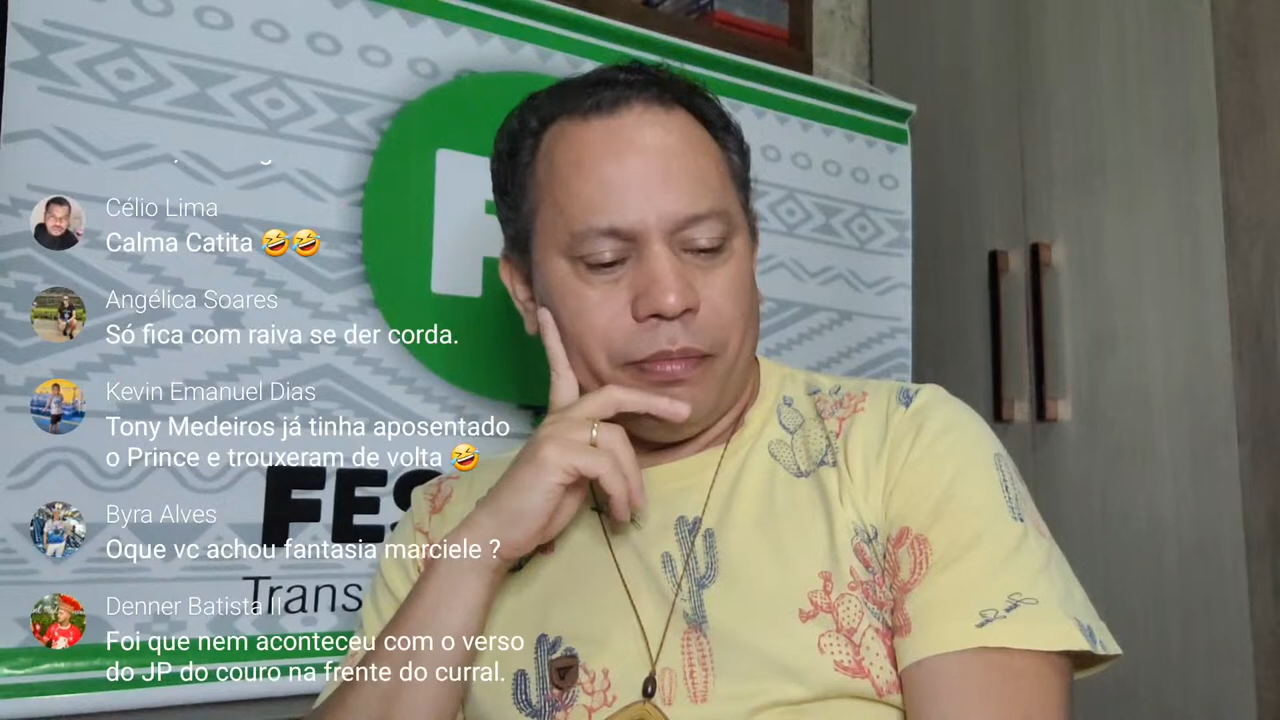 Célio Lima
Calma Catita 🤣🤣
Angélica Soares
Só fica com raiva se der corda.
Kevin Emanuel Dias
Tony Medeiros já tinha aposentado
o Prince e trouxeram de volta 🤣
Byra Alves
Oque vc achou fantasia marciele ?
Denner Batista II
Foi que nem aconteceu com o verso
do JP do couro na frente do curral.
FES
Trans